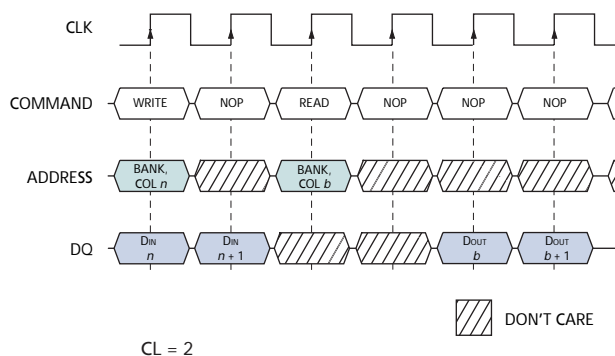 CLK
COMMAND
WRITE
NOP
READ
NOP
NOP
NOP
ADDRESS
BANK,
COL n
BANK,
COL b
DQ
DIN
n
DIN
n + 1
DOUT
b
DOUT
b + 1
DON'T CARE
CL = 2